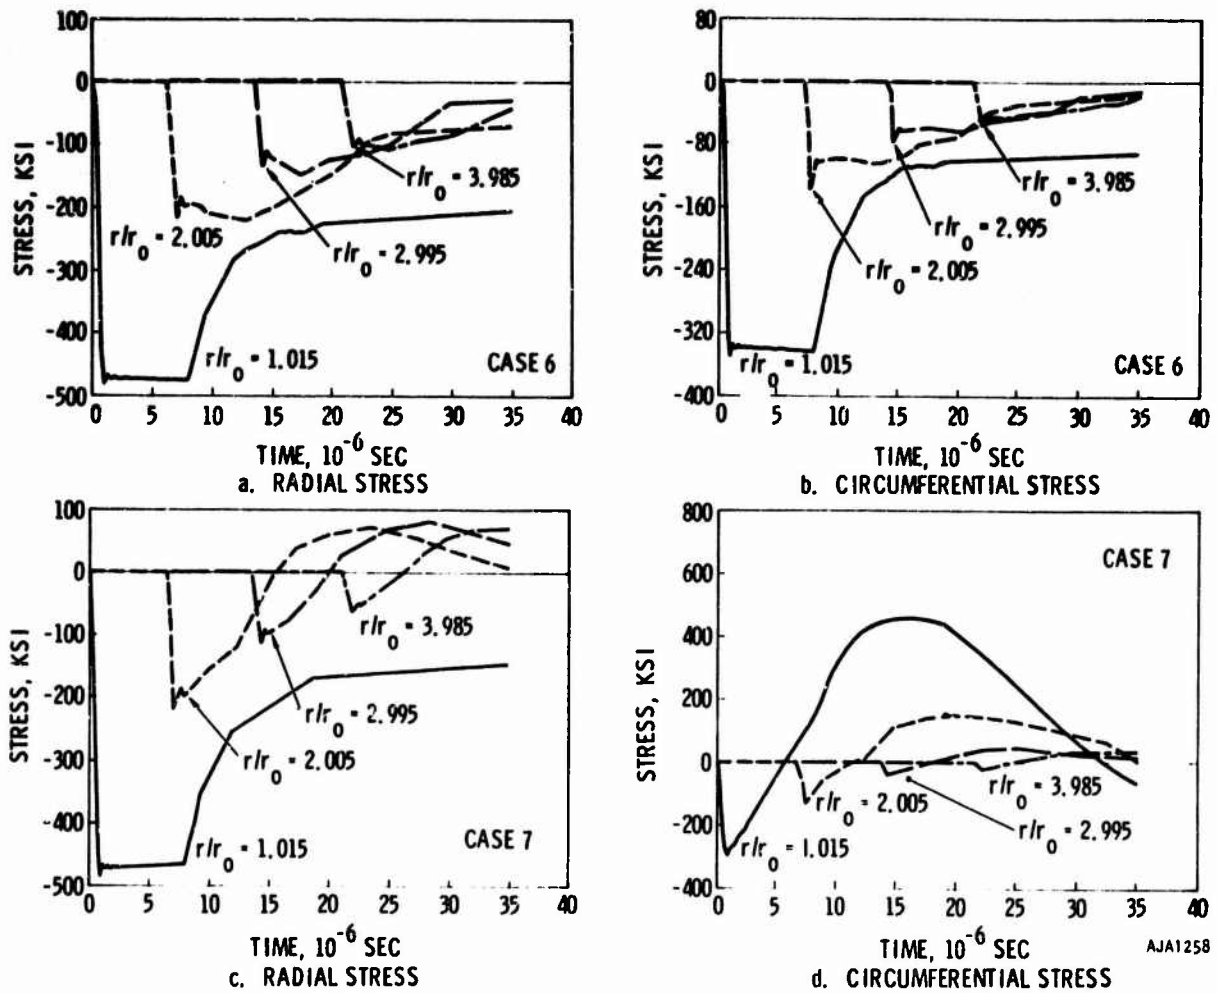 100
0
-100
-200
-300
-400
-500
STRESS, KSI
r/r₀ = 2.005
r/r₀ = 3.985
r/r₀ = 2.995
r/r₀ = 1.015
CASE 6
0 5 10 15 20 25 30 35 40
TIME, 10⁻⁶ SEC
a. RADIAL STRESS
80
0
-80
-160
-240
-320
-400
STRESS, KSI
r/r₀ = 3.985
r/r₀ = 2.995
r/r₀ = 2.005
r/r₀ = 1.015
CASE 6
0 5 10 15 20 25 30 35 40
TIME, 10⁻⁶ SEC
b. CIRCUMFERENTIAL STRESS
100
0
-100
-200
-300
-400
-500
STRESS, KSI
r/r₀ = 3.985
r/r₀ = 2.995
r/r₀ = 2.005
r/r₀ = 1.015
CASE 7
0 5 10 15 20 25 30 35 40
TIME, 10⁻⁶ SEC
c. RADIAL STRESS
800
600
400
200
0
-200
-400
STRESS, KSI
CASE 7
r/r₀ = 3.985
r/r₀ = 2.005
r/r₀ = 2.995
r/r₀ = 1.015
0 5 10 15 20 25 30 35 40
TIME, 10⁻⁶ SEC
AJA1258
d. CIRCUMFERENTIAL STRESS